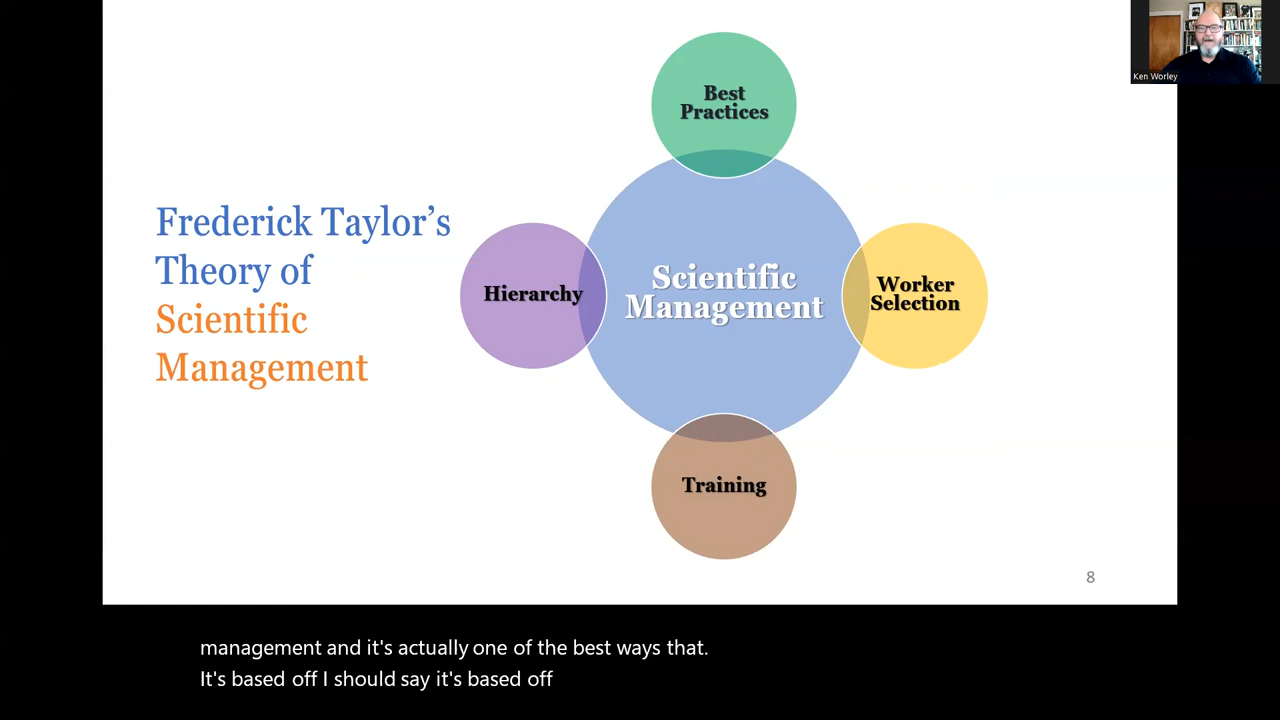 Ken Worley
Frederick Taylor’s
Theory of
Scientific
Management
Best
Practices
Hierarchy
Scientific
Management
Worker
Selection
Training
8
management and it's actually one of the best ways that.
It's based off I should say it's based off